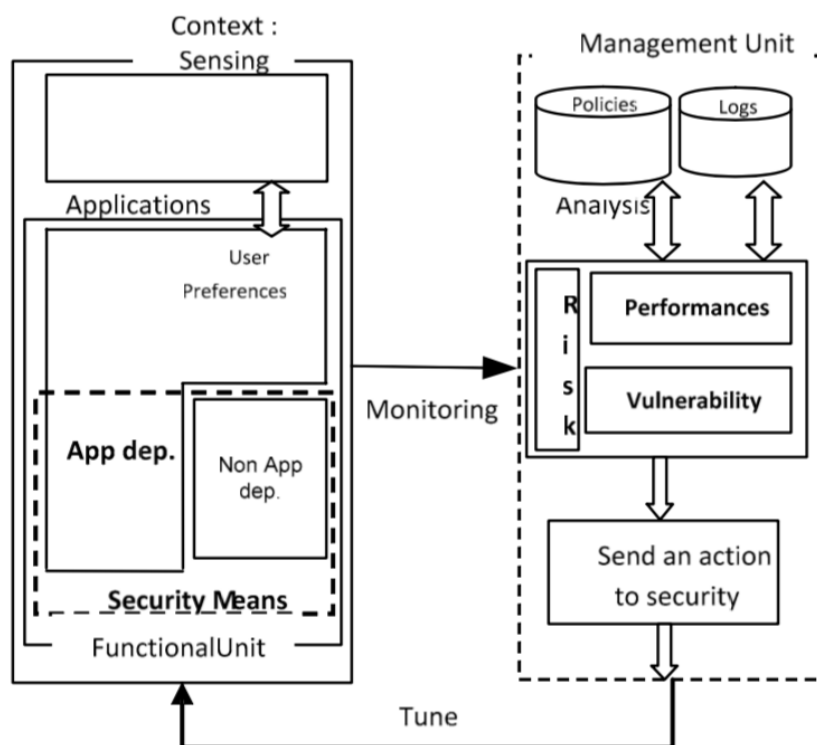 Context :
Sensing
Applications
User
Preferences
App dep.
Non App
dep.
Security Means
FunctionalUnit
Monitoring
Management Unit
Policies
Logs
Analysis
Risk
Performances
Vulnerability
Send an action
to security
Tune